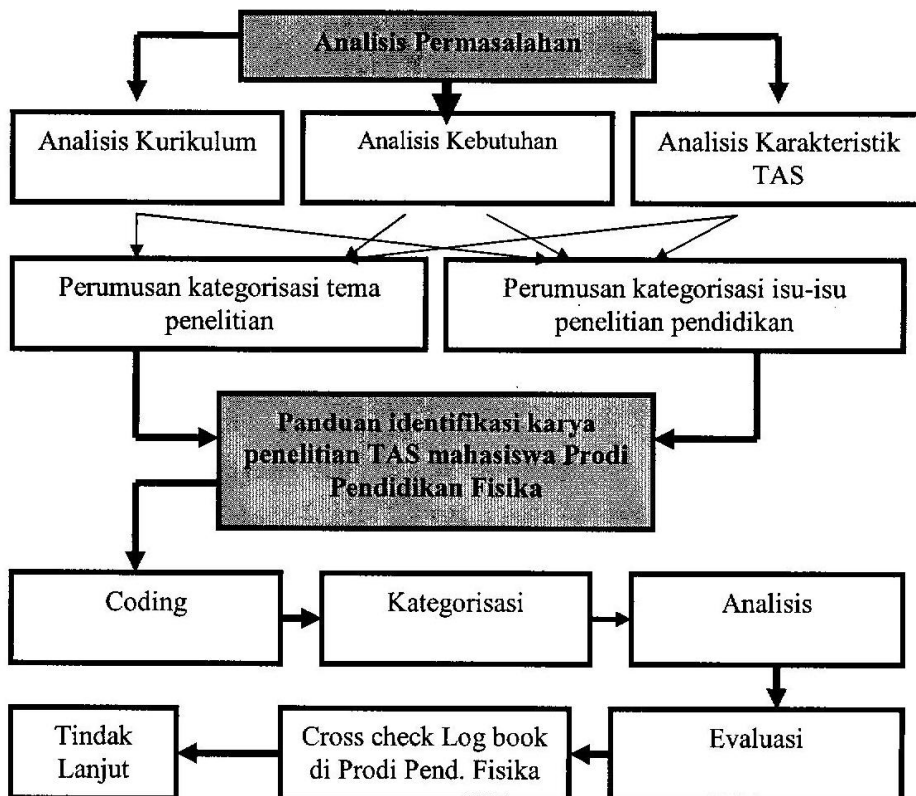 Analisis Permasalahan
Analisis Kurikulum
Analisis Kebutuhan
Analisis Karakteristik
TAS
Perumusan kategorisasi tema
penelitian
Perumusan kategorisasi isu-isu
penelitian pendidikan
Panduan identifikasi karya
penelitian TAS mahasiswa Prodi
Pendidikan Fisika
Coding
Kategorisasi
Analisis
Tindak
Lanjut
Cross check Log book
di Prodi Pend. Fisika
Evaluasi